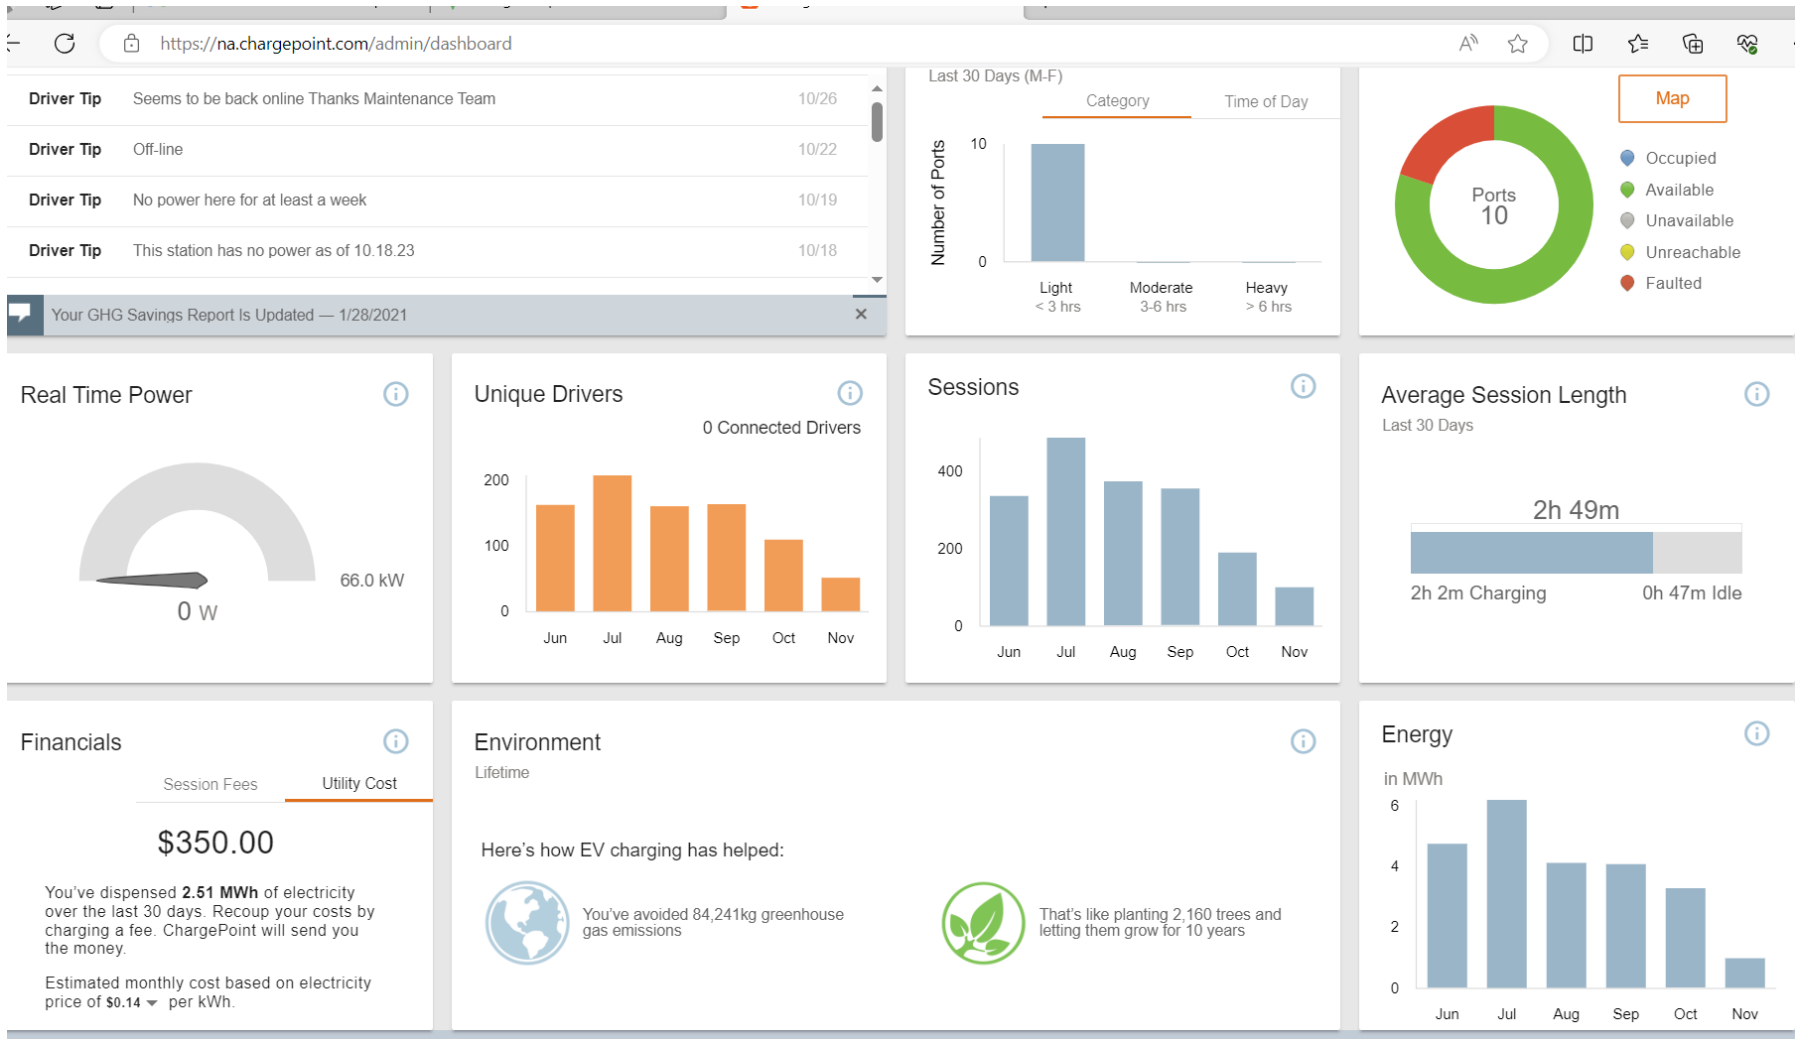 https://na.chargepoint.com/admin/dashboard
Driver Tip Seems to be back online Thanks Maintenance Team 10/26
Driver Tip Off-line 10/22
Driver Tip No power here for at least a week 10/19
Driver Tip This station has no power as of 10.18.23 10/18
Your GHG Savings Report Is Updated — 1/28/2021
Last 30 Days (M-F)
Category Time of Day
Number of Ports
10
0
Light Moderate Heavy
< 3 hrs 3-6 hrs > 6 hrs
Map
Ports
10
Occupied
Available
Unavailable
Unreachable
Faulted
Real Time Power
66.0 kW
0 W
Unique Drivers
0 Connected Drivers
200
100
0
Jun Jul Aug Sep Oct Nov
Sessions
400
200
0
Jun Jul Aug Sep Oct Nov
Average Session Length
Last 30 Days
2h 49m
2h 2m Charging 0h 47m Idle
Financials
Session Fees Utility Cost
$350.00
You've dispensed 2.51 MWh of electricity
over the last 30 days. Recoup your costs by
charging a fee. ChargePoint will send you
the money.
Estimated monthly cost based on electricity
price of $0.14 per kWh.
Environment
Lifetime
Here's how EV charging has helped:
You've avoided 84,241kg greenhouse
gas emissions
That's like planting 2,160 trees and
letting them grow for 10 years
Energy
in MWh
6
4
2
0
Jun Jul Aug Sep Oct Nov